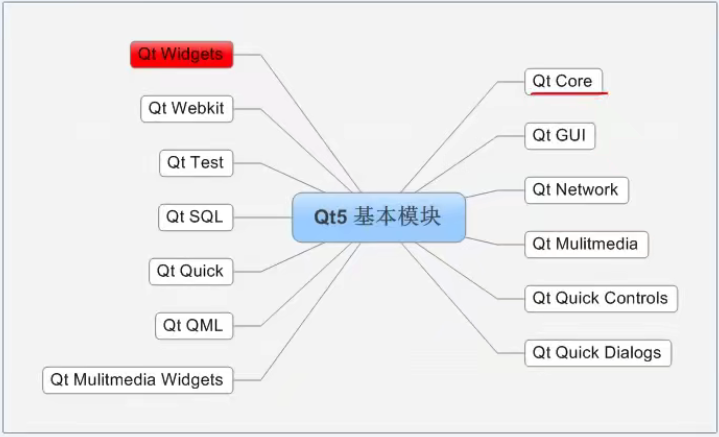 Qt Widgets
Qt Webkit
Qt Test
Qt SQL
Qt Quick
Qt QML
Qt Mulitmedia Widgets
Qt5 基本模块
Qt Core
Qt GUI
Qt Network
Qt Mulitmedia
Qt Quick Controls
Qt Quick Dialogs